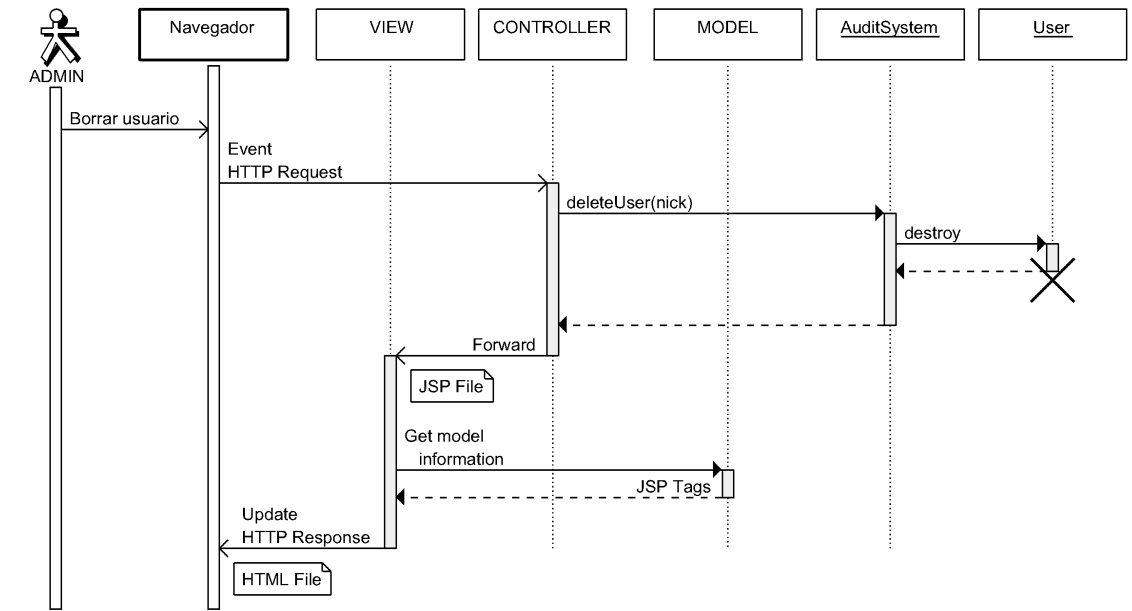 Navegador
VIEW
CONTROLLER
MODEL
AuditSystem
User
ADMIN
Borrar usuario
Event
HTTP Request
deleteUser(nick)
destroy
Forward
JSP File
Get model
information
JSP Tags
Update
HTTP Response
HTML File